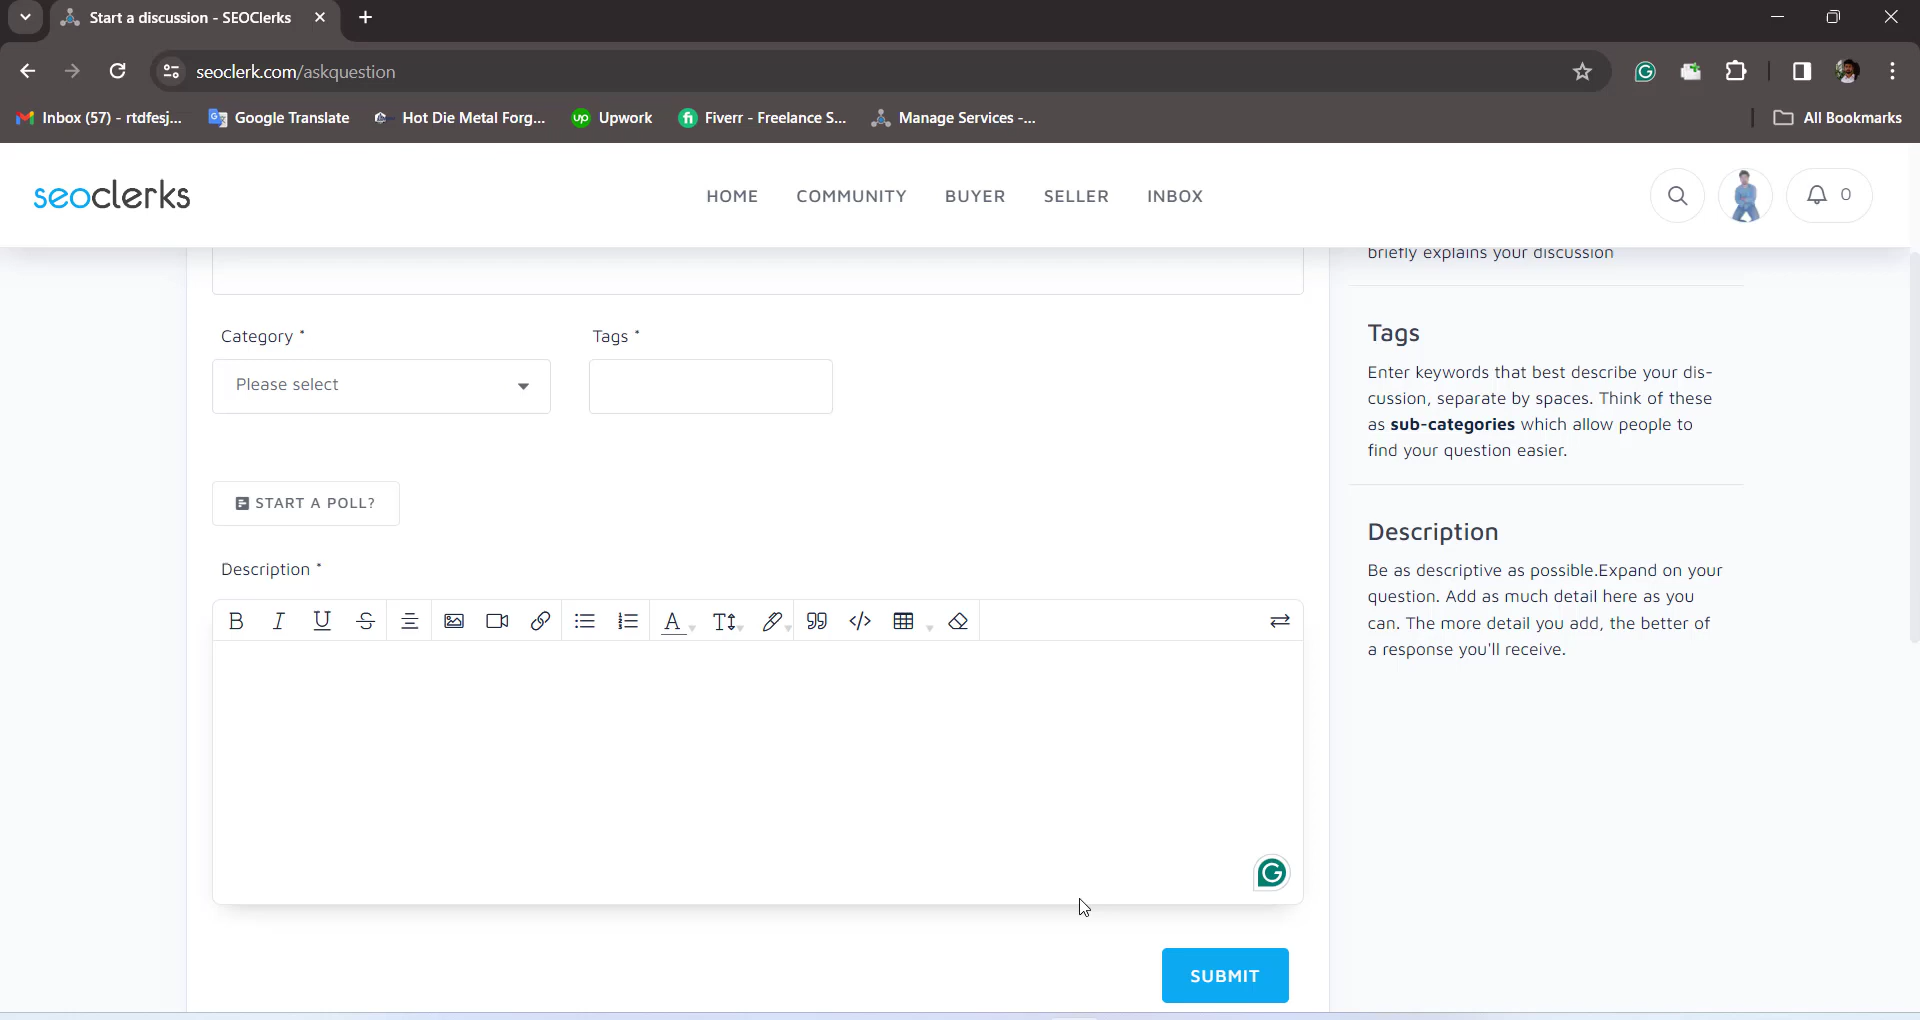 Start a discussion - SEOClerks
seoclerk.com/askquestion
Inbox (57) - rtdfesj...
Google Translate
Hot Die Metal Forg...
up Upwork
fi Fiverr - Freelance S...
Manage Services -...
All Bookmarks
seoclerks
HOME
COMMUNITY
BUYER
SELLER
INBOX
0
briefly explains your discussion
Category *
Tags *
Please select
START A POLL?
Description *
B I U S
A
T
G
SUBMIT
Tags
Enter keywords that best describe your dis-
cussion, separate by spaces. Think of these
as sub-categories which allow people to
find your question easier.
Description
Be as descriptive as possible.Expand on your
question. Add as much detail here as you
can. The more detail you add, the better of
a response you'll receive.